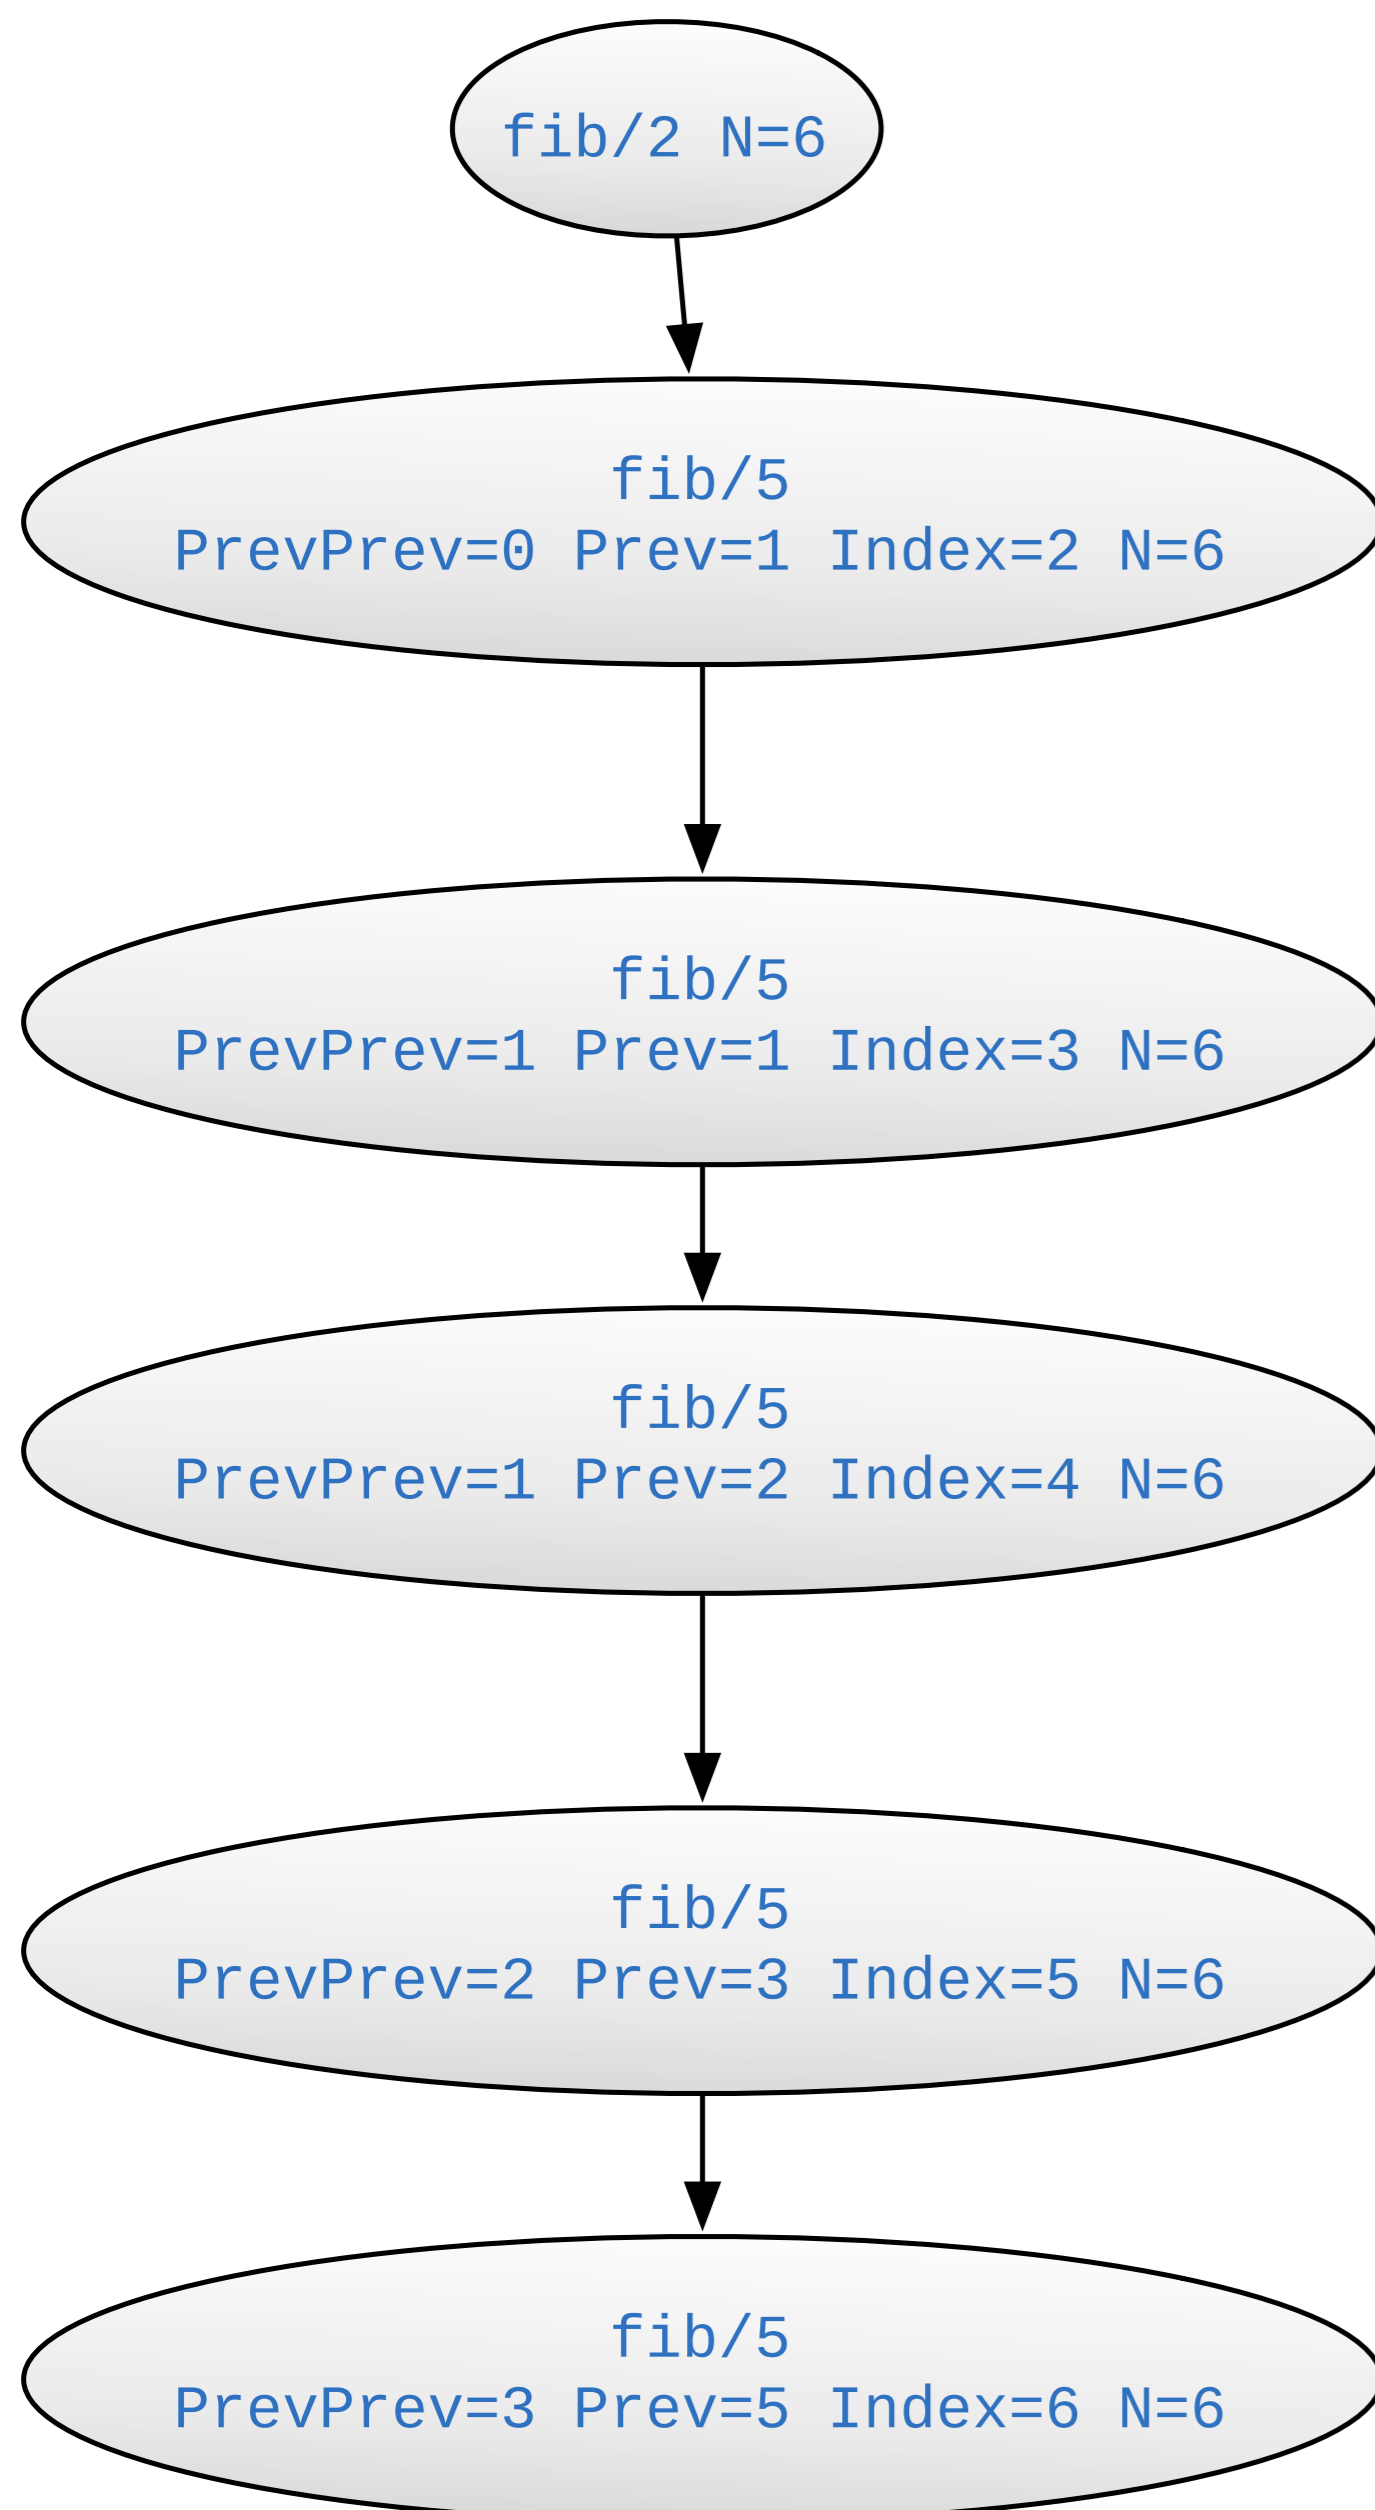 fib/2 N=6
fib/5
PrevPrev=0 Prev=1 Index=2 N=6
fib/5
PrevPrev=1 Prev=1 Index=3 N=6
fib/5
PrevPrev=1 Prev=2 Index=4 N=6
fib/5
PrevPrev=2 Prev=3 Index=5 N=6
fib/5
PrevPrev=3 Prev=5 Index=6 N=6